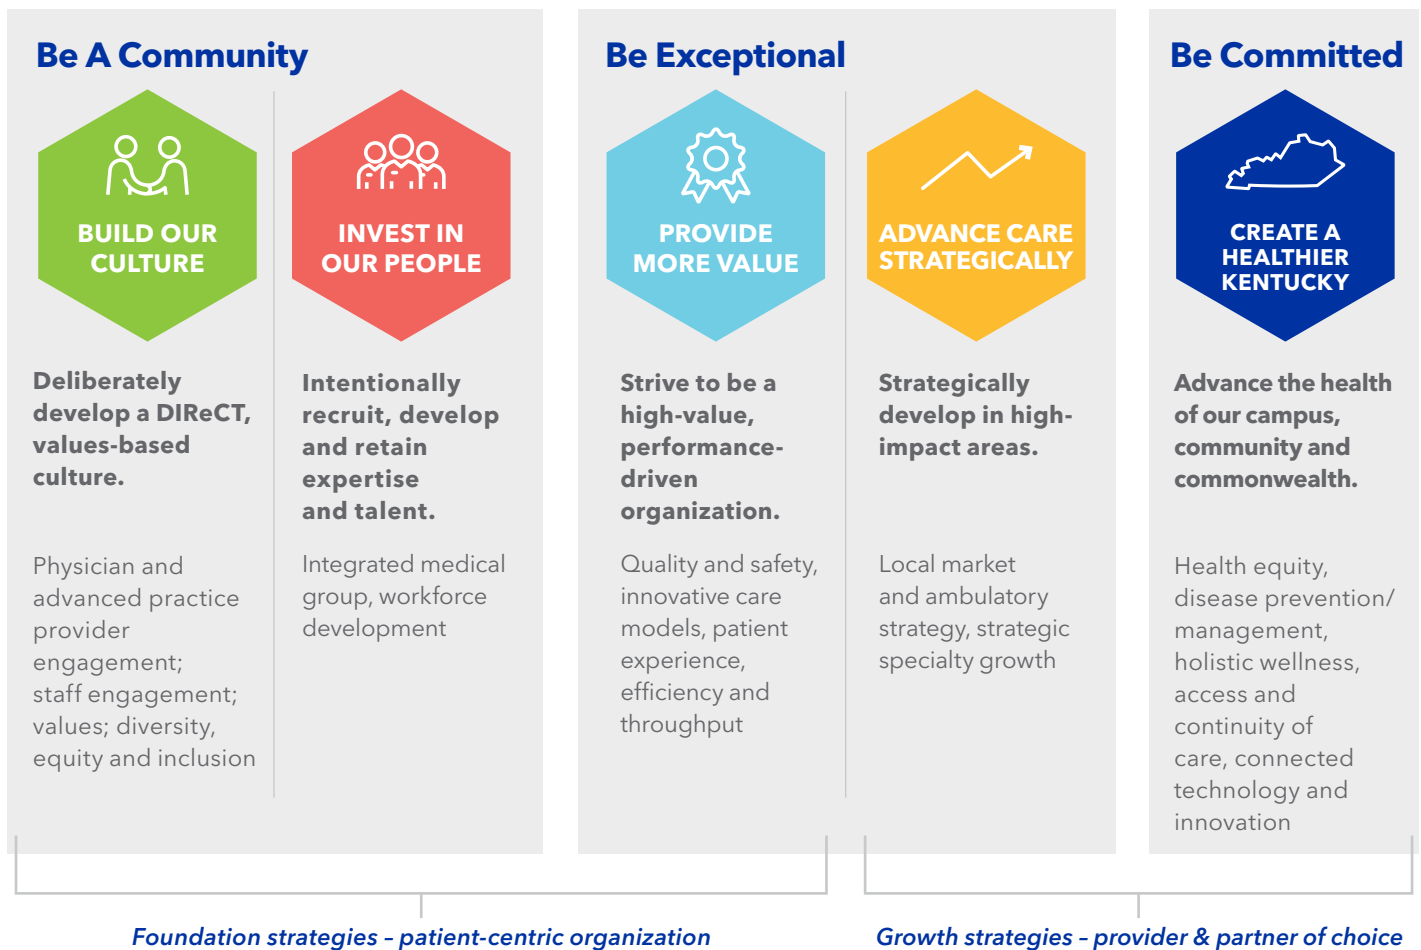 Be A Community
BUILD OUR
CULTURE
Deliberately
develop a DIReCT,
values-based
culture.
Physician and
advanced practice
provider
engagement;
staff engagement;
values; diversity,
equity and inclusion
INVEST IN
OUR PEOPLE
Intentionally
recruit, develop
and retain
expertise
and talent.
Integrated medical
group, workforce
development
Be Exceptional
PROVIDE
MORE VALUE
Strive to be a
high-value,
performance-
driven
organization.
Quality and safety,
innovative care
models, patient
experience,
efficiency and
throughput
ADVANCE CARE
STRATEGICALLY
Strategically
develop in high-
impact areas.
Local market
and ambulatory
strategy, strategic
specialty growth
Be Committed
CREATE A
HEALTHIER
KENTUCKY
Advance the health
of our campus,
community and
commonwealth.
Health equity,
disease prevention/
management,
holistic wellness,
access and
continuity of
care, connected
technology and
innovation
Foundation strategies – patient-centric organization
Growth strategies – provider & partner of choice